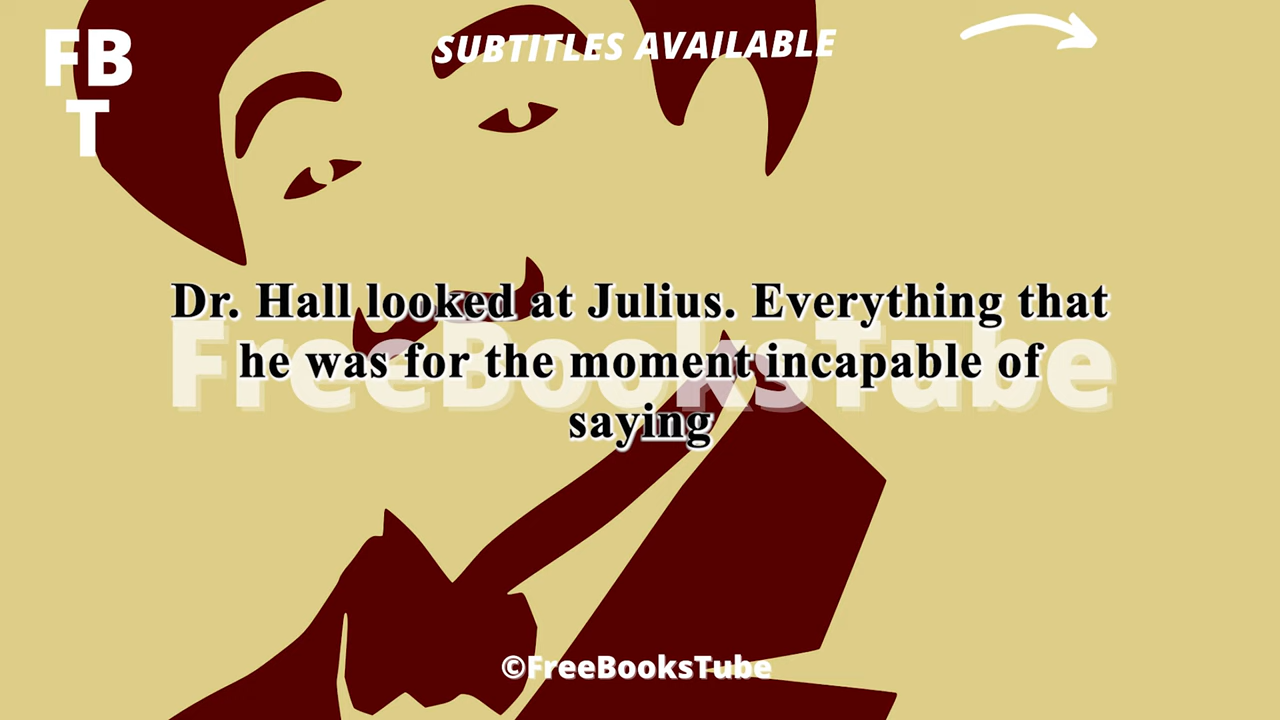 FB
T
SUBTITLES AVAILABLE
Dr. Hall looked at Julius. Everything that
he was for the moment incapable of
saying
FreeBooksTube
©FreeBooksTube